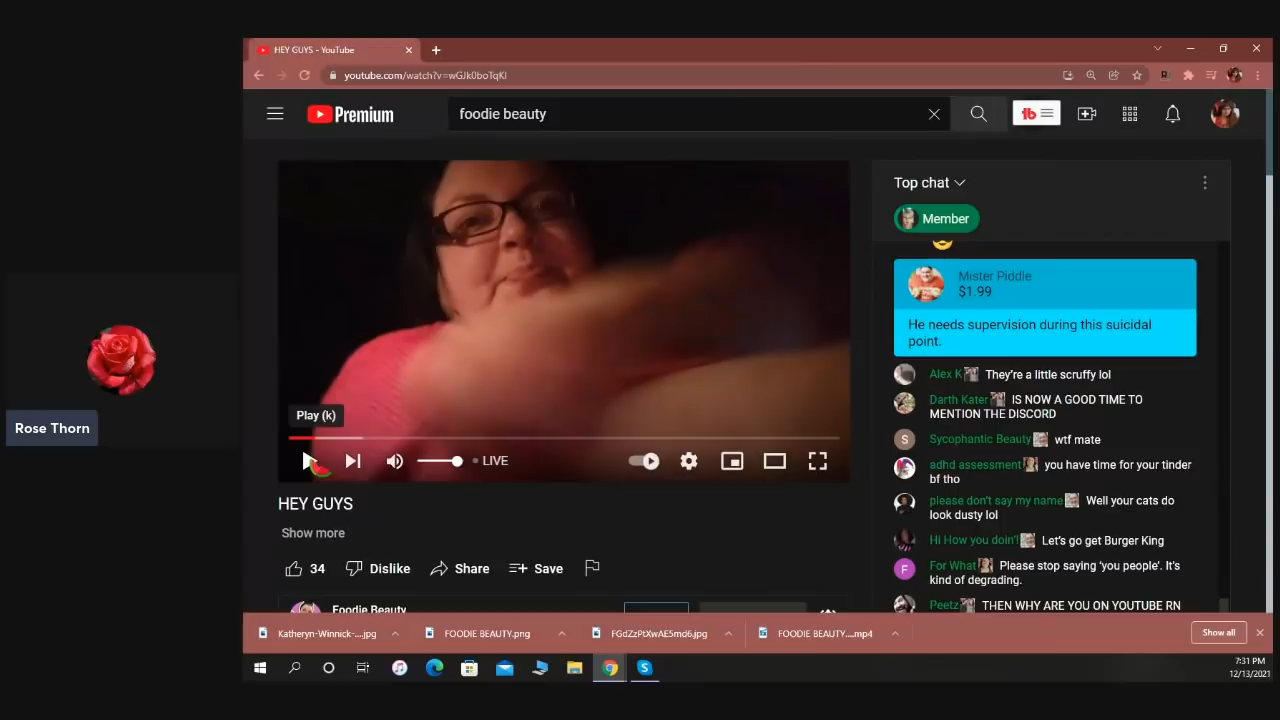 HEY GUYS - YouTube
youtube.com/watch?v=wGJk0boTqKI
Premium
foodie beauty
tb
Top chat
Member
Mister Piddle
$1.99
He needs supervision during this suicidal
point.
Alex K They're a little scruffy lol
Darth Kater IS NOW A GOOD TIME TO
MENTION THE DISCORD
S Sycophantic Beauty wtf mate
adhd assessment you have time for your tinder
bf tho
please don't say my name Well your cats do
look dusty lol
Hi How you doin'! Let's go get Burger King
F For What Please stop saying 'you people'. It's
kind of degrading.
Peetz THEN WHY ARE YOU ON YOUTUBE RN
Play (k)
LIVE
HEY GUYS
Show more
34 Dislike Share Save
Foodie Beauty
Rose Thorn
Katheryn-Winnick-....jpg
FOODIE BEAUTY.png
FGdZzPtXwAE5md6.jpg
FOODIE BEAUTY....mp4
Show all
7:31 PM
12/13/2021